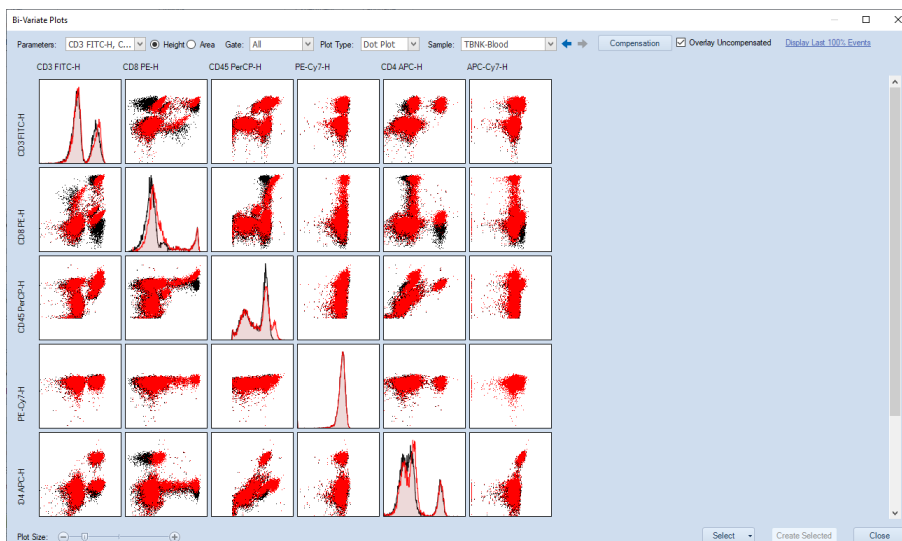 Bi-Variate Plots
Parameters: CD3 FITC-H, C... Height Area Gate: All Plot Type: Dot Plot Sample: TBNK-Blood Compensation Overlay Uncompensated Display Last 100% Events
CD3 FITC-H CD8 PE-H CD45 PerCP-H PE-Cy7-H CD4 APC-H APC-Cy7-H
CD3 FITC-H
CD8 PE-H
CD45 PerCP-H
PE-Cy7-H
D4 APC-H
Plot Size: Select Create Selected Close